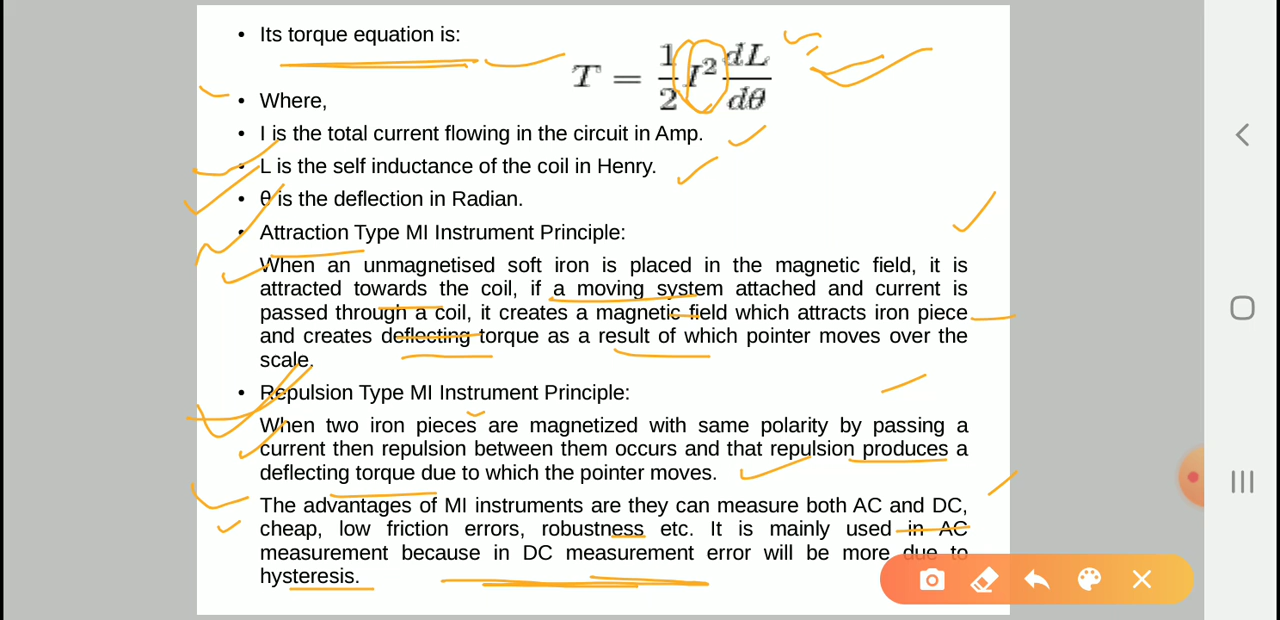 • Its torque equation is:
T = 1/2 I² dL/dθ
• Where,
• I is the total current flowing in the circuit in Amp.
• L is the self inductance of the coil in Henry.
• θ is the deflection in Radian.
• Attraction Type MI Instrument Principle:
When an unmagnetised soft iron is placed in the magnetic field, it is
attracted towards the coil, if a moving system attached and current is
passed through a coil, it creates a magnetic field which attracts iron piece
and creates deflecting torque as a result of which pointer moves over the
scale.
• Repulsion Type MI Instrument Principle:
When two iron pieces are magnetized with same polarity by passing a
current then repulsion between them occurs and that repulsion produces a
deflecting torque due to which the pointer moves.
The advantages of MI instruments are they can measure both AC and DC,
cheap, low friction errors, robustness etc. It is mainly used in AC
measurement because in DC measurement error will be more due to
hysteresis.